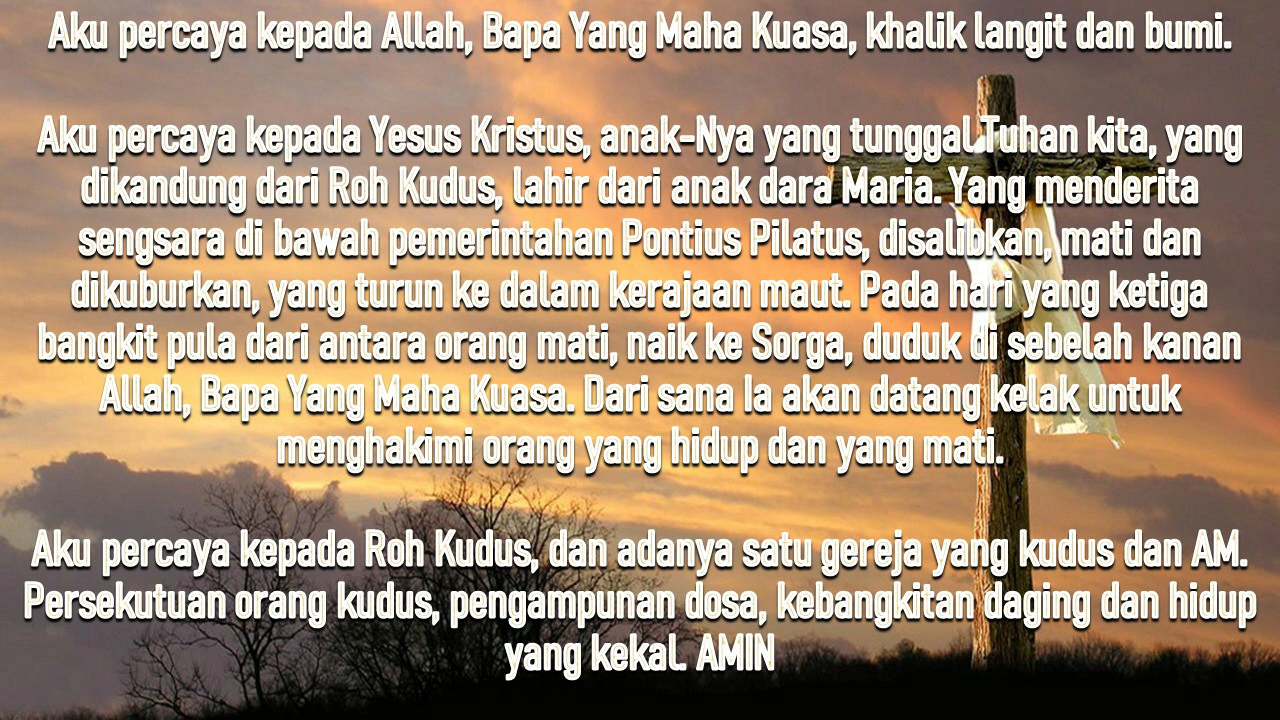 Aku percaya kepada Allah, Bapa Yang Maha Kuasa, khalik langit dan bumi.
Aku percaya kepada Yesus Kristus, anak-Nya yang tunggal Tuhan kita, yang
dikandung dari Roh Kudus, lahir dari anak dara Maria. Yang menderita
sengsara di bawah pemerintahan Pontius Pilatus, disalibkan, mati dan
dikuburkan, yang turun ke dalam kerajaan maut. Pada hari yang ketiga
bangkit pula dari antara orang mati, naik ke Sorga, duduk di sebelah kanan
Allah, Bapa Yang Maha Kuasa. Dari sana Ia akan datang kelak untuk
menghakimi orang yang hidup dan yang mati.
Aku percaya kepada Roh Kudus, dan adanya satu gereja yang kudus dan AM.
Persekutuan orang kudus, pengampunan dosa, kebangkitan daging dan hidup
yang kekal. AMIN